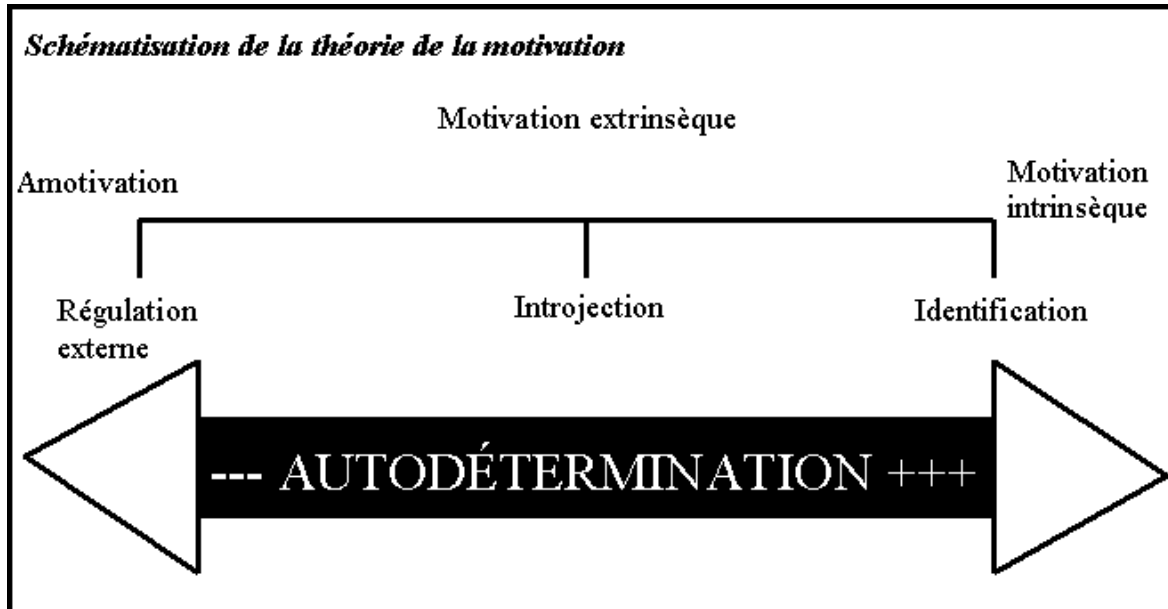 Schématisation de la théorie de la motivation
Motivation extrinsèque
Amotivation
Motivation
intrinsèque
Régulation
externe
Introjection
Identification
--- AUTODÉTERMINATION +++